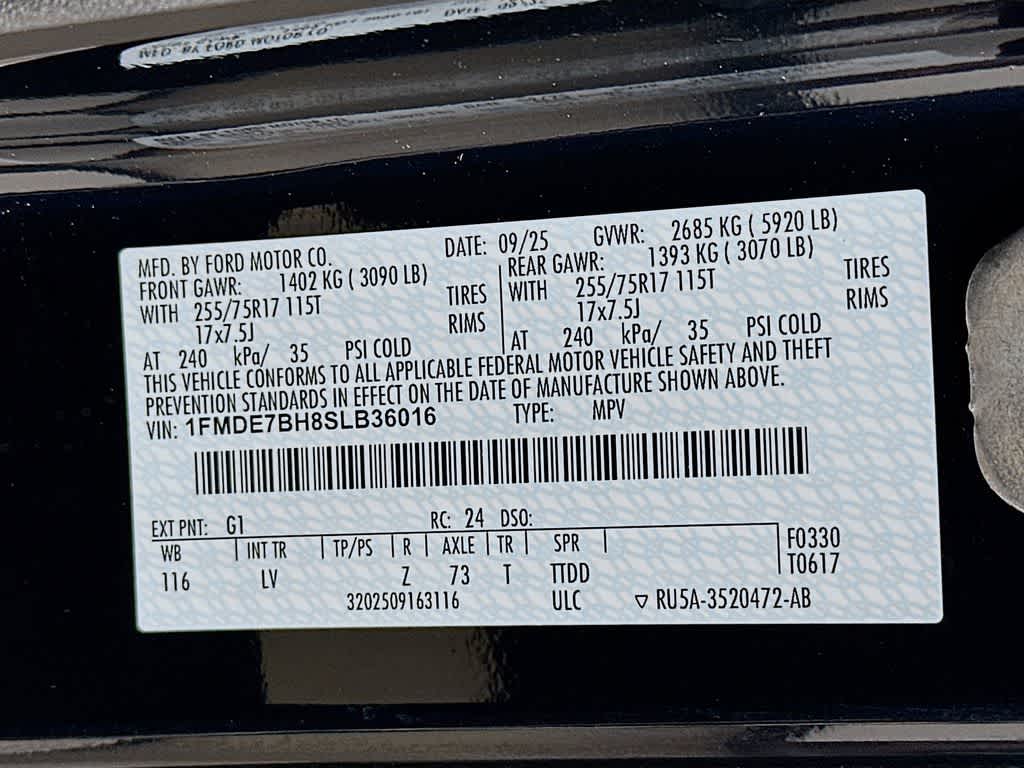 MFD. BY FORD MOTOR CO.
DATE: 09/25 GVWR: 2685 KG ( 5920 LB)
FRONT GAWR: 1402 KG ( 3090 LB) REAR GAWR: 1393 KG ( 3070 LB)
WITH 255/75R17 115T TIRES WITH 255/75R17 115T TIRES
17x7.5J RIMS 17x7.5J RIMS
AT 240 kPa/ 35 PSI COLD AT 240 kPa/ 35 PSI COLD
THIS VEHICLE CONFORMS TO ALL APPLICABLE FEDERAL MOTOR VEHICLE SAFETY AND THEFT
PREVENTION STANDARDS IN EFFECT ON THE DATE OF MANUFACTURE SHOWN ABOVE.
VIN: 1FMDE7BH8SLB36016 TYPE: MPV
EXT PNT: G1 RC: 24 DSO:
WB INT TR TP/PS R AXLE TR SPR F0330
116 LV Z 73 T TTDD T0617
3202509163116 ULC ▽ RU5A-3520472-AB